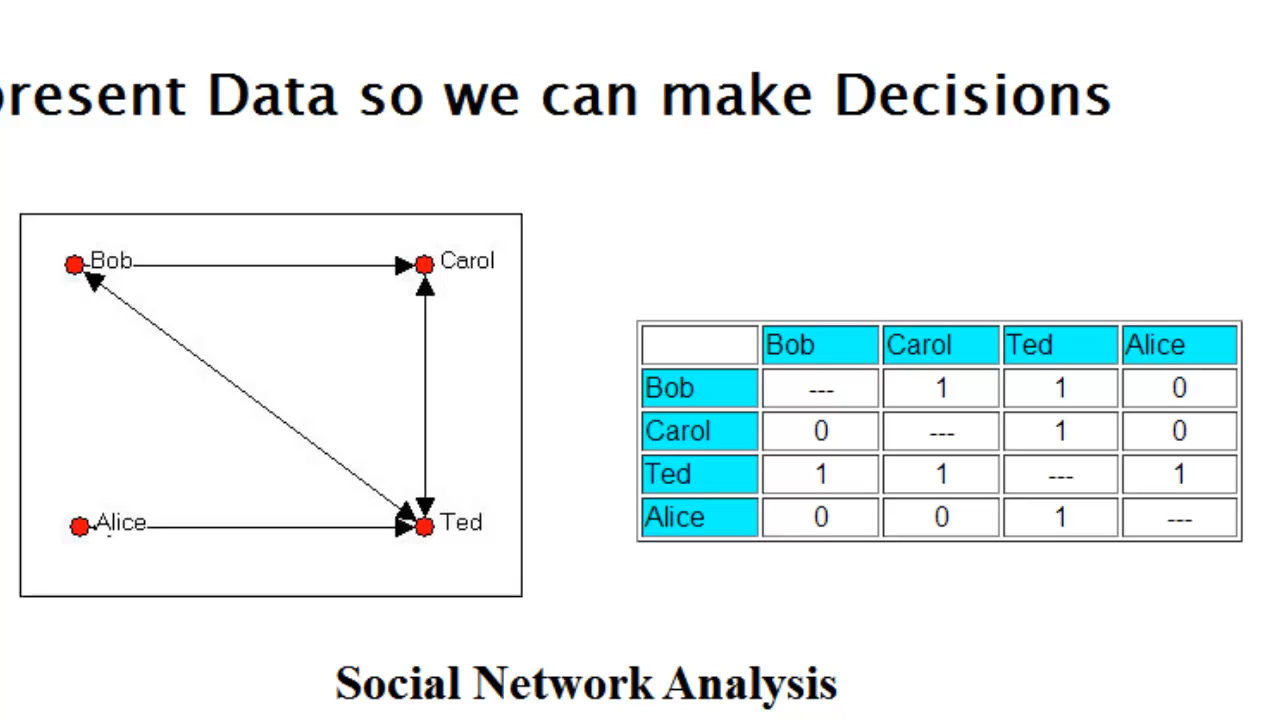 present Data so we can make Decisions
Bob
Carol
Alice
Ted
Bob Carol Ted Alice
Bob --- 1 1 0
Carol 0 --- 1 0
Ted 1 1 --- 1
Alice 0 0 1 ---
Social Network Analysis